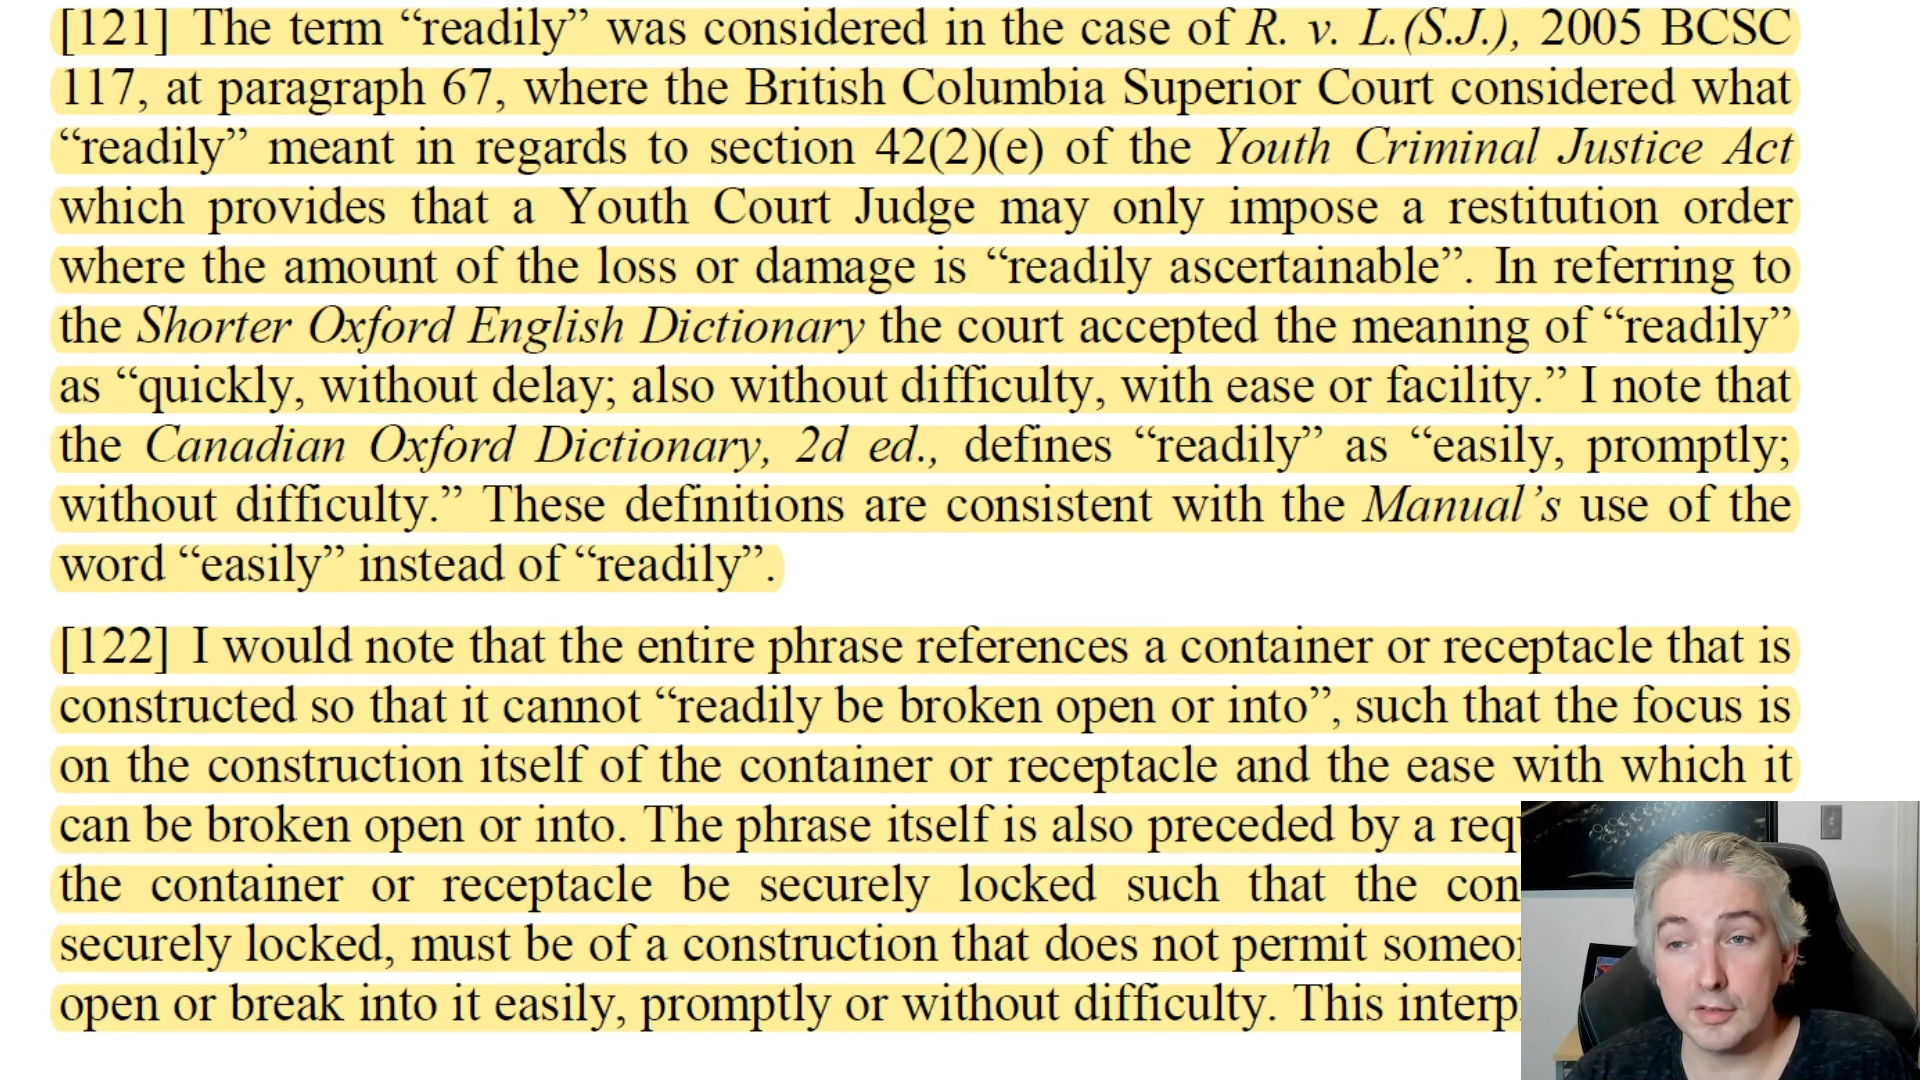 [121] The term “readily” was considered in the case of R. v. L.(S.J.), 2005 BCSC
117, at paragraph 67, where the British Columbia Superior Court considered what
“readily” meant in regards to section 42(2)(e) of the Youth Criminal Justice Act
which provides that a Youth Court Judge may only impose a restitution order
where the amount of the loss or damage is “readily ascertainable”. In referring to
the Shorter Oxford English Dictionary the court accepted the meaning of “readily”
as “quickly, without delay; also without difficulty, with ease or facility.” I note that
the Canadian Oxford Dictionary, 2d ed., defines “readily” as “easily, promptly;
without difficulty.” These definitions are consistent with the Manual’s use of the
word “easily” instead of “readily”.
[122] I would note that the entire phrase references a container or receptacle that is
constructed so that it cannot “readily be broken open or into”, such that the focus is
on the construction itself of the container or receptacle and the ease with which it
can be broken open or into. The phrase itself is also preceded by a
the container or receptacle be securely locked such that the
securely locked, must be of a construction that does not permit
open or break into it easily, promptly or without difficulty. This